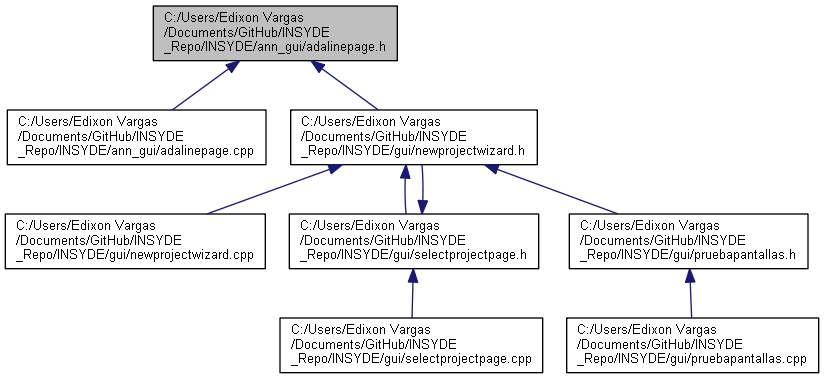 C:/Users/Edixon Vargas
/Documents/GitHub/INSYDE
_Repo/INSYDE/ann_gui/adalinepage.h
C:/Users/Edixon Vargas
/Documents/GitHub/INSYDE
_Repo/INSYDE/ann_gui/adalinepage.cpp
C:/Users/Edixon Vargas
/Documents/GitHub/INSYDE
_Repo/INSYDE/gui/newprojectwizard.h
C:/Users/Edixon Vargas
/Documents/GitHub/INSYDE
_Repo/INSYDE/gui/newprojectwizard.cpp
C:/Users/Edixon Vargas
/Documents/GitHub/INSYDE
_Repo/INSYDE/gui/selectprojectpage.h
C:/Users/Edixon Vargas
/Documents/GitHub/INSYDE
_Repo/INSYDE/gui/pruebapantallas.h
C:/Users/Edixon Vargas
/Documents/GitHub/INSYDE
_Repo/INSYDE/gui/selectprojectpage.cpp
C:/Users/Edixon Vargas
/Documents/GitHub/INSYDE
_Repo/INSYDE/gui/pruebapantallas.cpp